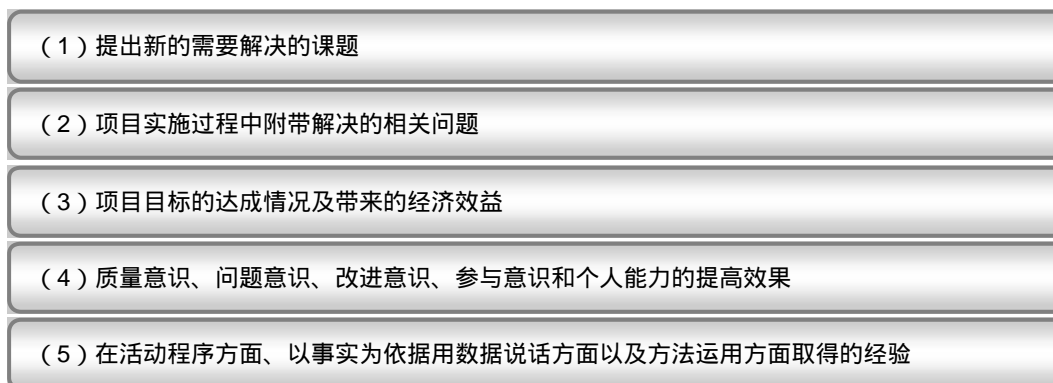 （1）提出新的需要解决的课题
（2）项目实施过程中附带解决的相关问题
（3）项目目标的达成情况及带来的经济效益
（4）质量意识、问题意识、改进意识、参与意识和个人能力的提高效果
（5）在活动程序方面、以事实为依据用数据说话方面以及方法运用方面取得的经验